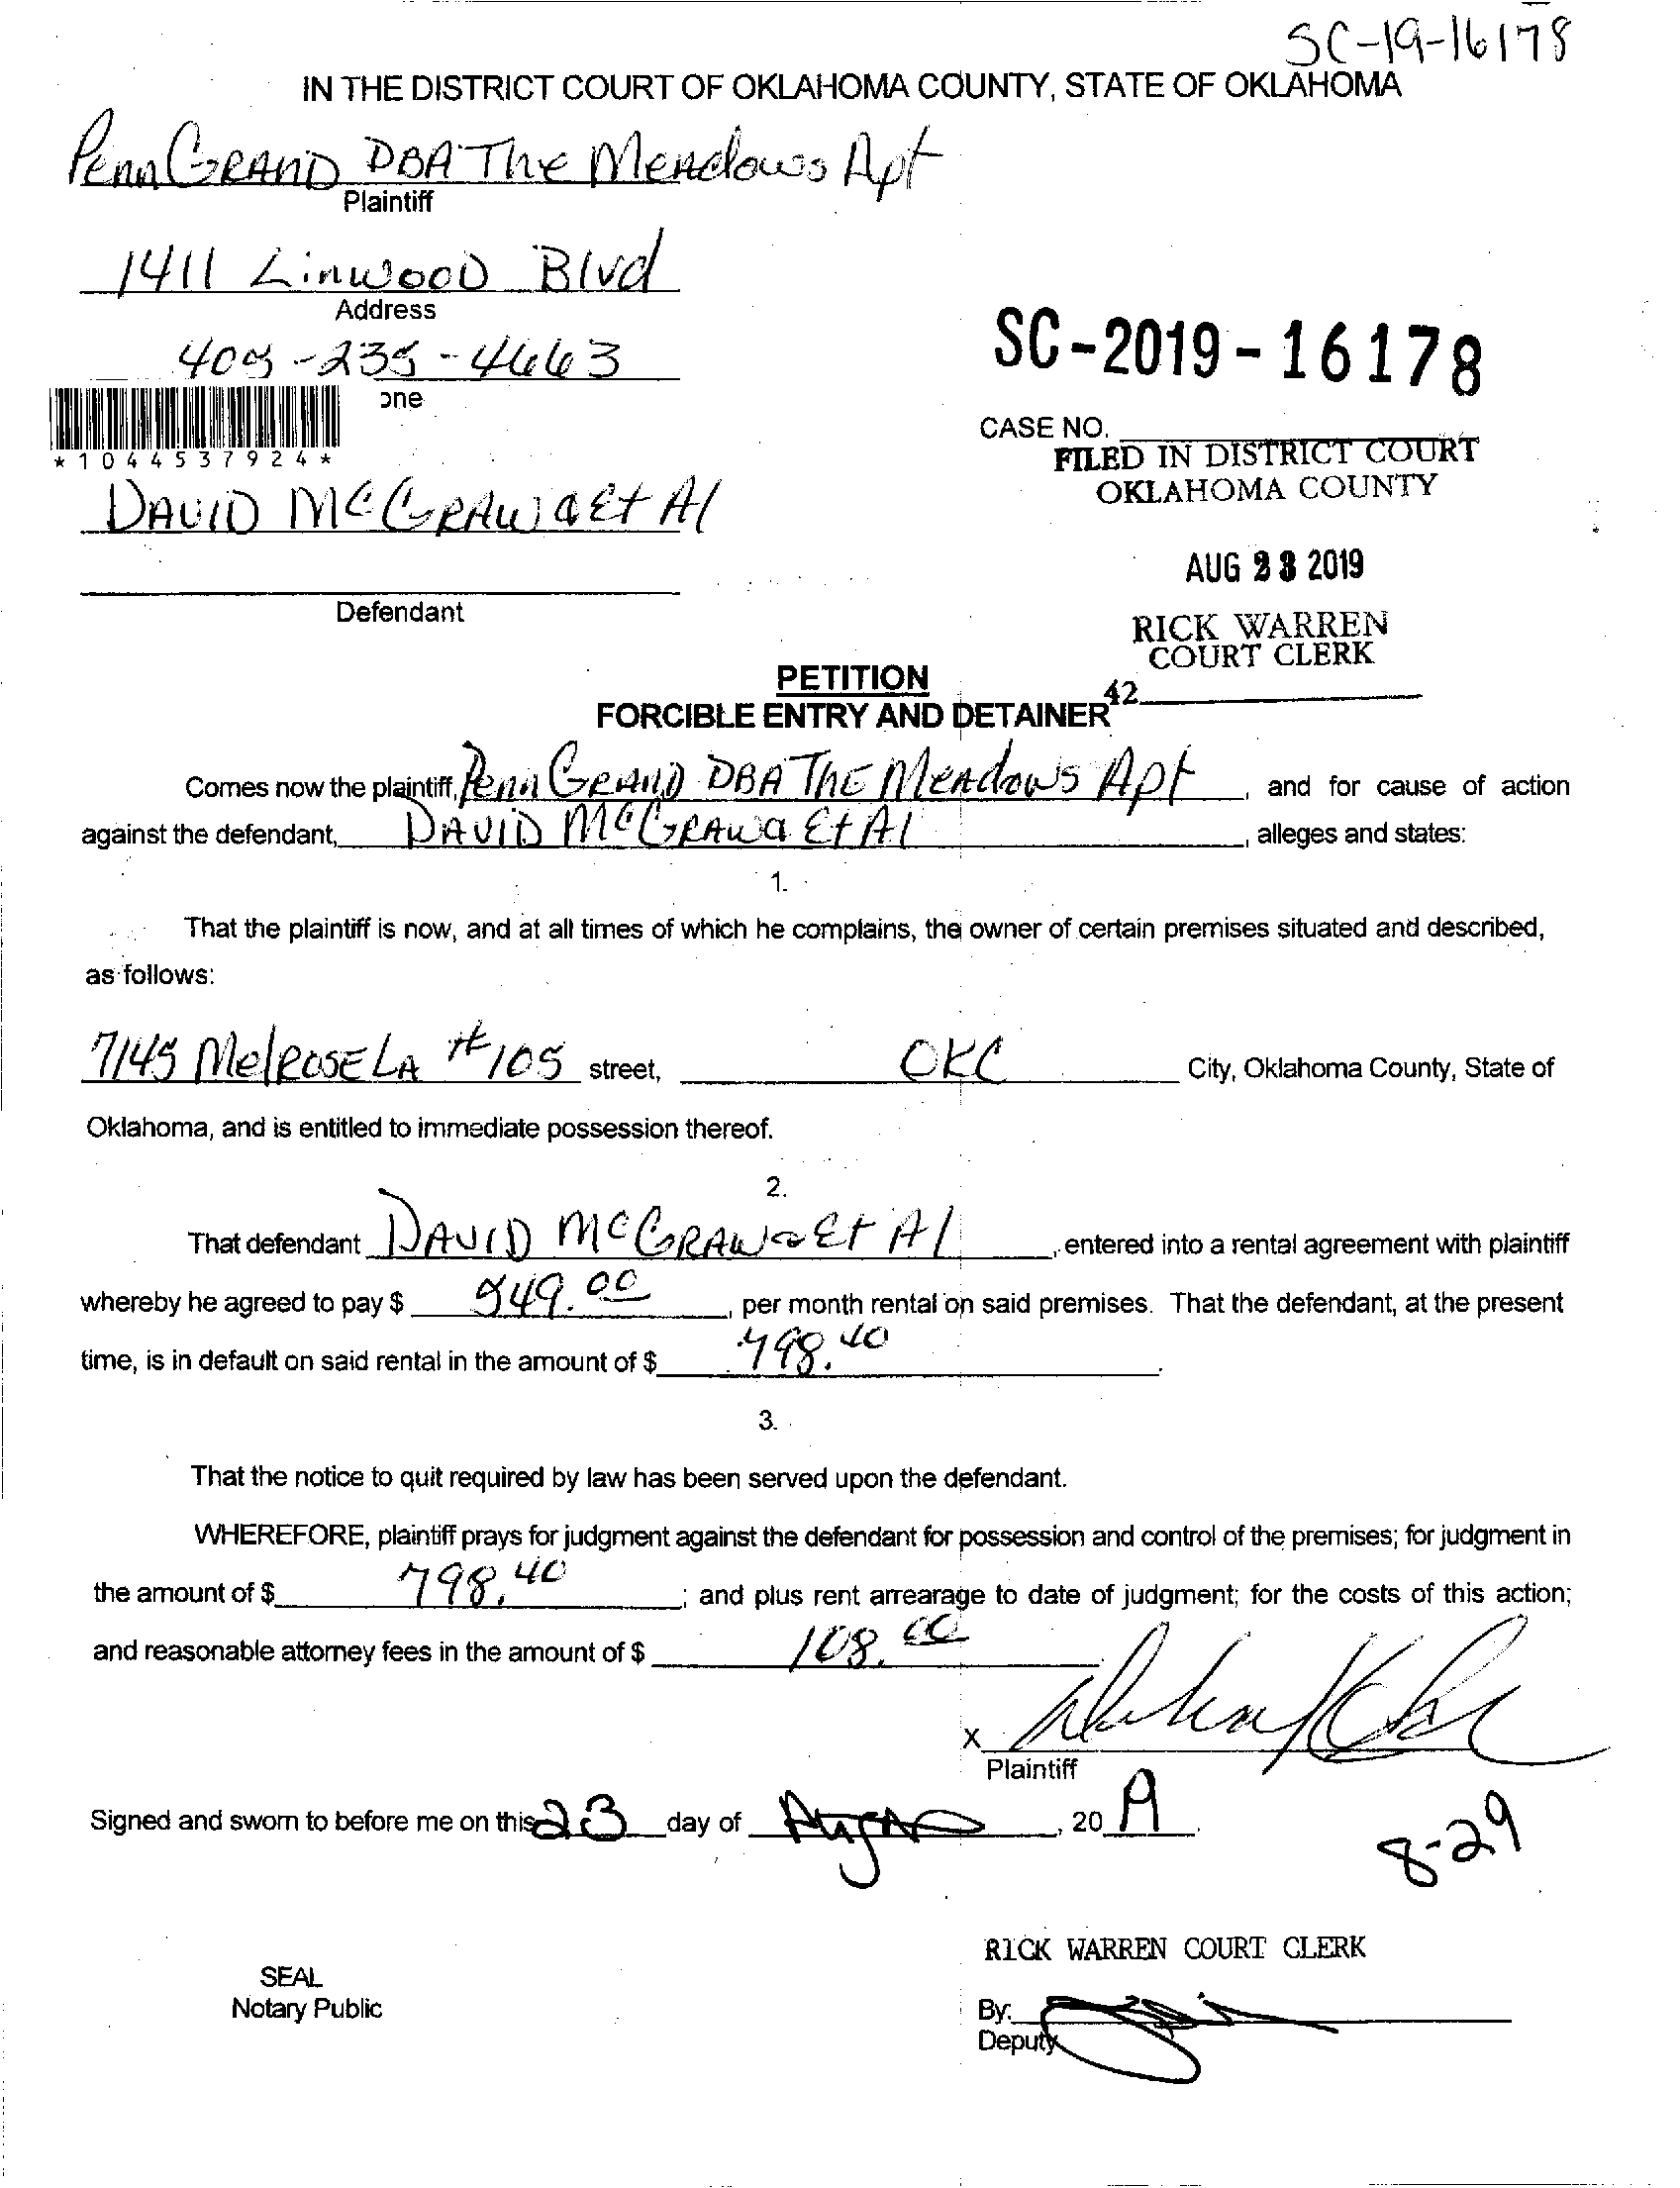 SC-19-16178
IN THE DISTRICT COURT OF OKLAHOMA COUNTY, STATE OF OKLAHOMA
Penn GRAND DBA The Meadows Apt
Plaintiff
1411 LinwooD Blvd
Address
405-235-4663
one
*1044537924*
SC-2019-16178
CASE NO.
FILED IN DISTRICT COURT
OKLAHOMA COUNTY
DAVID McGRAW Et Al
AUG 23 2019
Defendant
RICK WARREN
COURT CLERK
42
PETITION
FORCIBLE ENTRY AND DETAINER
Comes now the plaintiff, Penn GRAND DBA The Meadows Apt, and for cause of action
against the defendant, DAVID McGRAW Et Al, alleges and states:
1.
That the plaintiff is now, and at all times of which he complains, the owner of certain premises situated and described,
as follows:
7145 MelROSE LA #105 street, OKC City, Oklahoma County, State of
Oklahoma, and is entitled to immediate possession thereof.
2.
That defendant DAVID McGRAW Et Al, entered into a rental agreement with plaintiff
whereby he agreed to pay $ 549.00, per month rental on said premises. That the defendant, at the present
time, is in default on said rental in the amount of $ 798.40.
3.
That the notice to quit required by law has been served upon the defendant.
WHEREFORE, plaintiff prays for judgment against the defendant for possession and control of the premises; for judgment in
the amount of $ 798.40; and plus rent arrearage to date of judgment; for the costs of this action;
and reasonable attorney fees in the amount of $ 108.00
X
Plaintiff
Signed and sworn to before me on this 23 day of August, 2019.
8-29
RICK WARREN COURT CLERK
SEAL
Notary Public
By:
Deputy